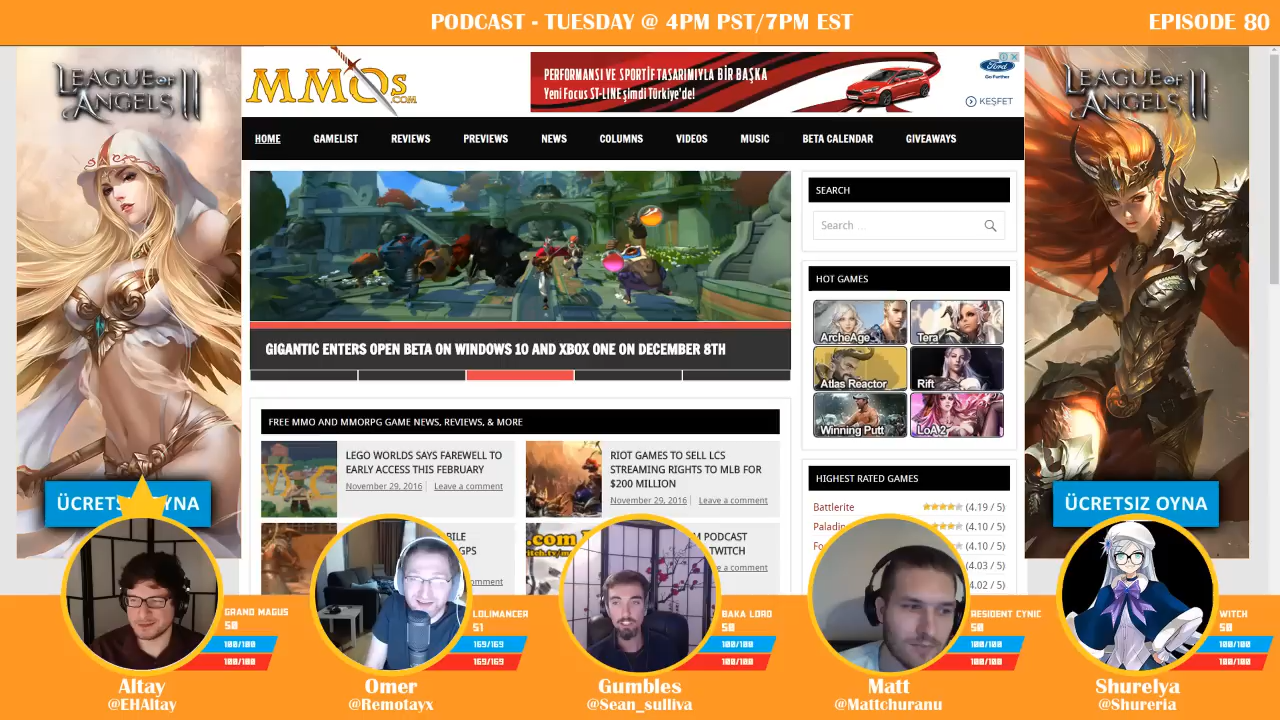 PODCAST - TUESDAY @ 4PM PST/7PM EST
EPISODE 80
LEAGUE OF ANGELS II
MMOs.COM
PERFORMANSI VE SPORTİF TASARIMIYLA BİR BAŞKA
Yeni Focus ST-LINE şimdi Türkiye'de!
Ford
Go Further
KEŞFET
LEAGUE OF ANGELS II
HOME GAMELIST REVIEWS PREVIEWS NEWS COLUMNS VIDEOS MUSIC BETA CALENDAR GIVEAWAYS
GIGANTIC ENTERS OPEN BETA ON WINDOWS 10 AND XBOX ONE ON DECEMBER 8TH
SEARCH
Search ...
HOT GAMES
ArcheAge
Tera
Atlas Reactor
Rift
Winning Putt
LoA 2
FREE MMO AND MMORPG GAME NEWS, REVIEWS, & MORE
LEGO WORLDS SAYS FAREWELL TO
EARLY ACCESS THIS FEBRUARY
November 29, 2016 Leave a comment
RIOT GAMES TO SELL LCS
STREAMING RIGHTS TO MLB FOR
$200 MILLION
November 29, 2016 Leave a comment
PODCAST
TWITCH
comment
HIGHEST RATED GAMES
Battlerite (4.19 / 5)
Paladin (4.10 / 5)
(4.10 / 5)
(4.03 / 5)
(4.02 / 5)
ÜCRETS OYNA
ÜCRETSIZ OYNA
GRAND MAGUS
50
100/100
100/100
Altay
@EHAltay
LOLIMANCER
51
169/169
169/169
Omer
@Remotayx
BAKA LORD
50
100/100
100/100
Gumbles
@Sean_sulliva
RESIDENT CYNIC
50
100/100
100/100
Matt
@Mattchuranu
WITCH
50
100/100
100/100
Shurelya
@Shureria